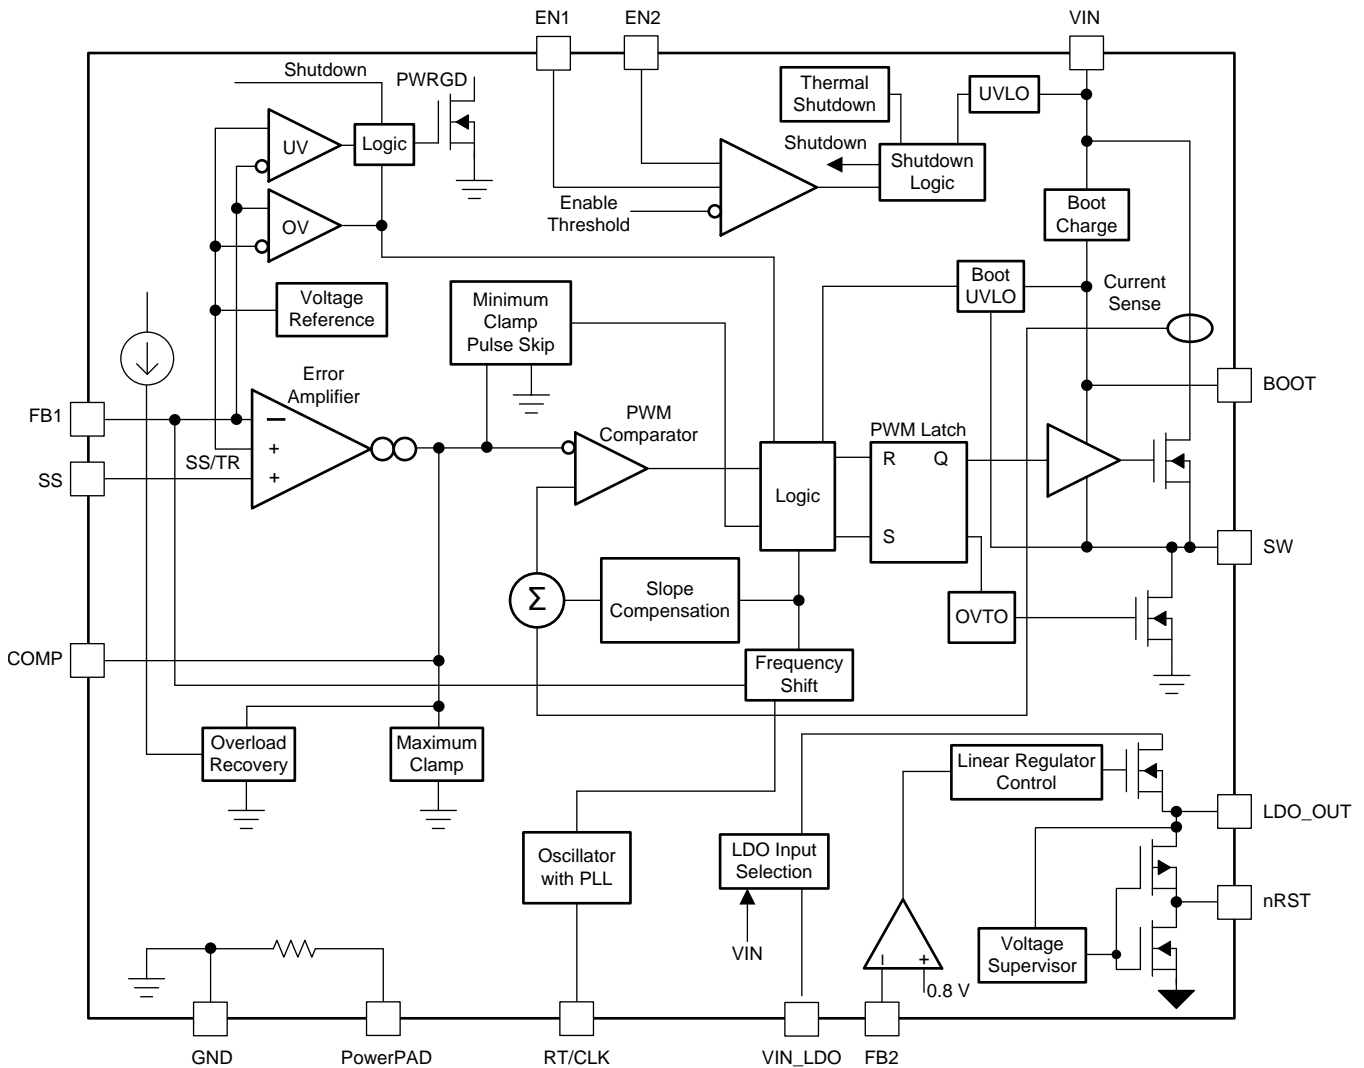 EN1
EN2
VIN
Shutdown
PWRGD
Thermal
Shutdown
UVLO
UV
Logic
Shutdown
Shutdown
Logic
Enable
Threshold
Boot
Charge
OV
Voltage
Reference
Minimum
Clamp
Pulse Skip
Boot
UVLO
Current
Sense
Error
Amplifier
BOOT
FB1
−
PWM
Comparator
PWM Latch
SS/TR
+
+
SS
R
Q
Logic
S
SW
Σ
Slope
Compensation
OVTO
COMP
Frequency
Shift
Overload
Recovery
Maximum
Clamp
Linear Regulator
Control
LDO_OUT
Oscillator
with PLL
LDO Input
Selection
nRST
VIN
Voltage
Supervisor
−
+
0.8 V
GND
PowerPAD
RT/CLK
VIN_LDO
FB2